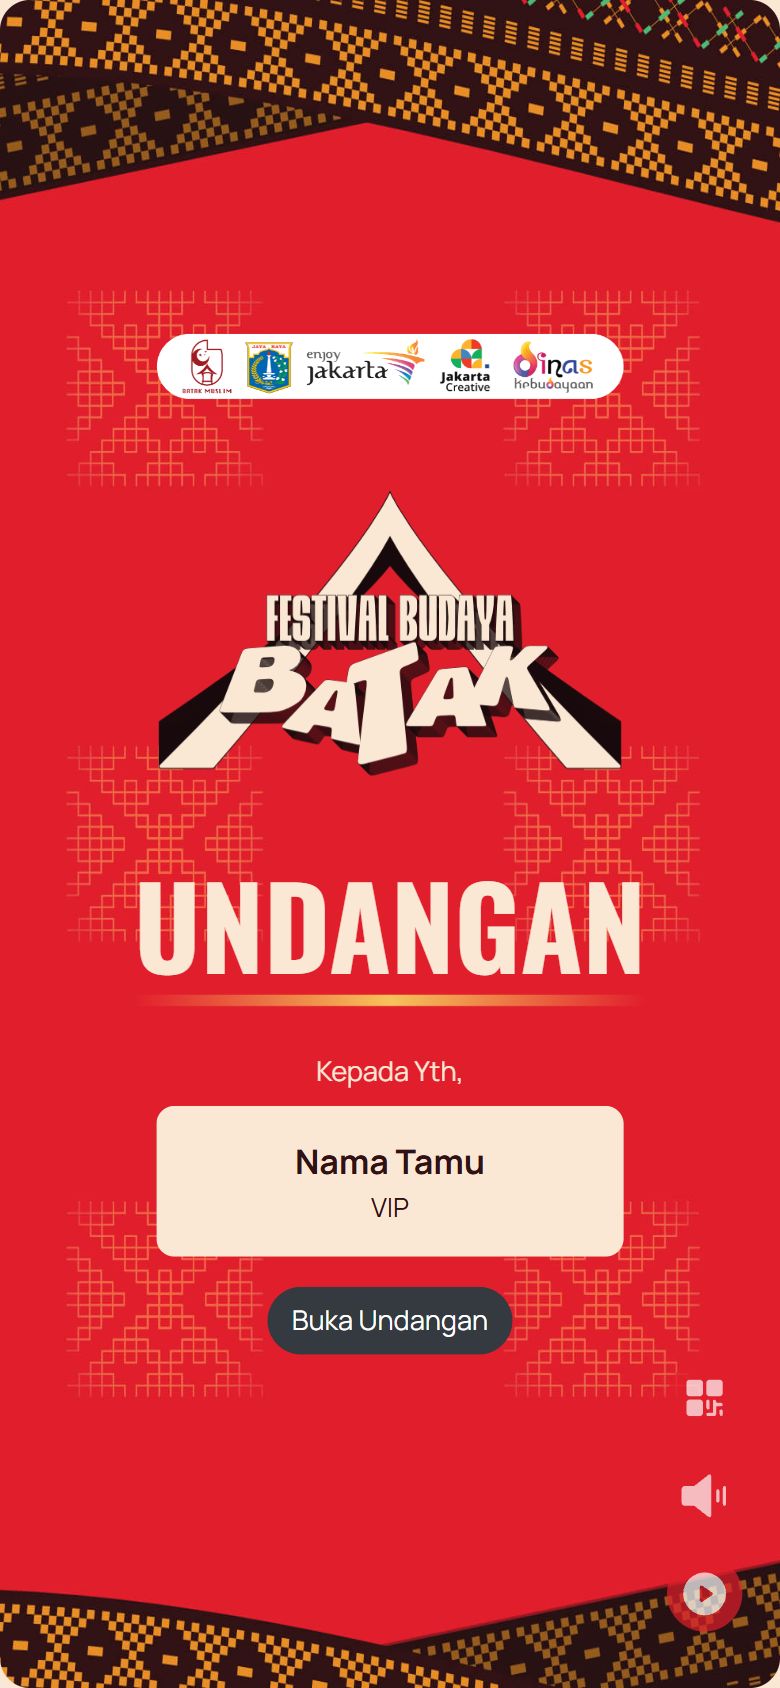 BATAK MUSLIM
JAYA RAYA
enjoy
jakarta
Jakarta
Creative
Dinas
kebudayaan
FESTIVAL BUDAYA
BATAK
UNDANGAN
Kepada Yth,
Nama Tamu
VIP
Buka Undangan